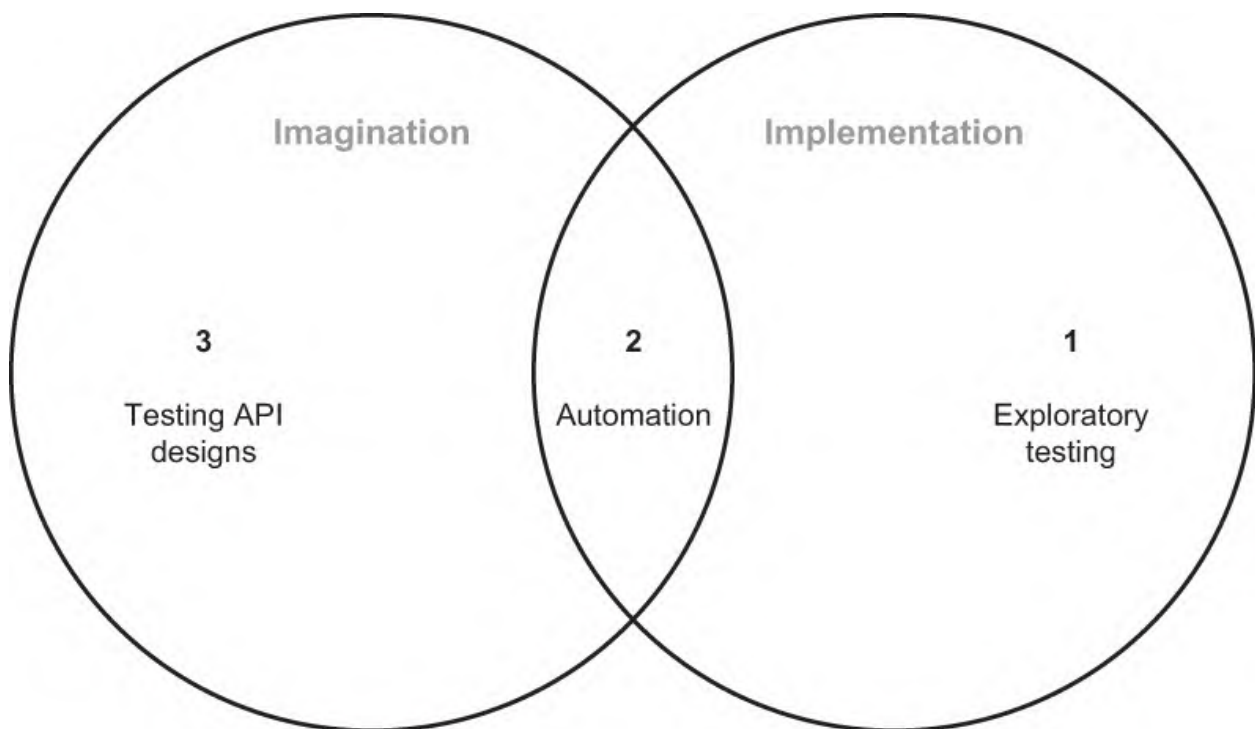 Imagination
Implementation
3
2
1
Testing API
designs
Automation
Exploratory
testing